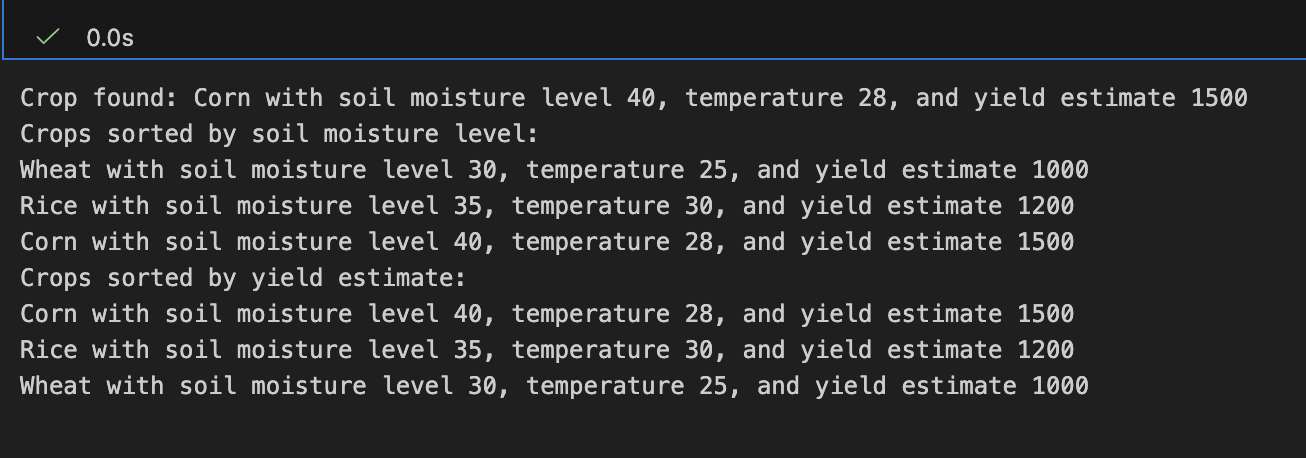 0.0s
Crop found: Corn with soil moisture level 40, temperature 28, and yield estimate 1500
Crops sorted by soil moisture level:
Wheat with soil moisture level 30, temperature 25, and yield estimate 1000
Rice with soil moisture level 35, temperature 30, and yield estimate 1200
Corn with soil moisture level 40, temperature 28, and yield estimate 1500
Crops sorted by yield estimate:
Corn with soil moisture level 40, temperature 28, and yield estimate 1500
Rice with soil moisture level 35, temperature 30, and yield estimate 1200
Wheat with soil moisture level 30, temperature 25, and yield estimate 1000